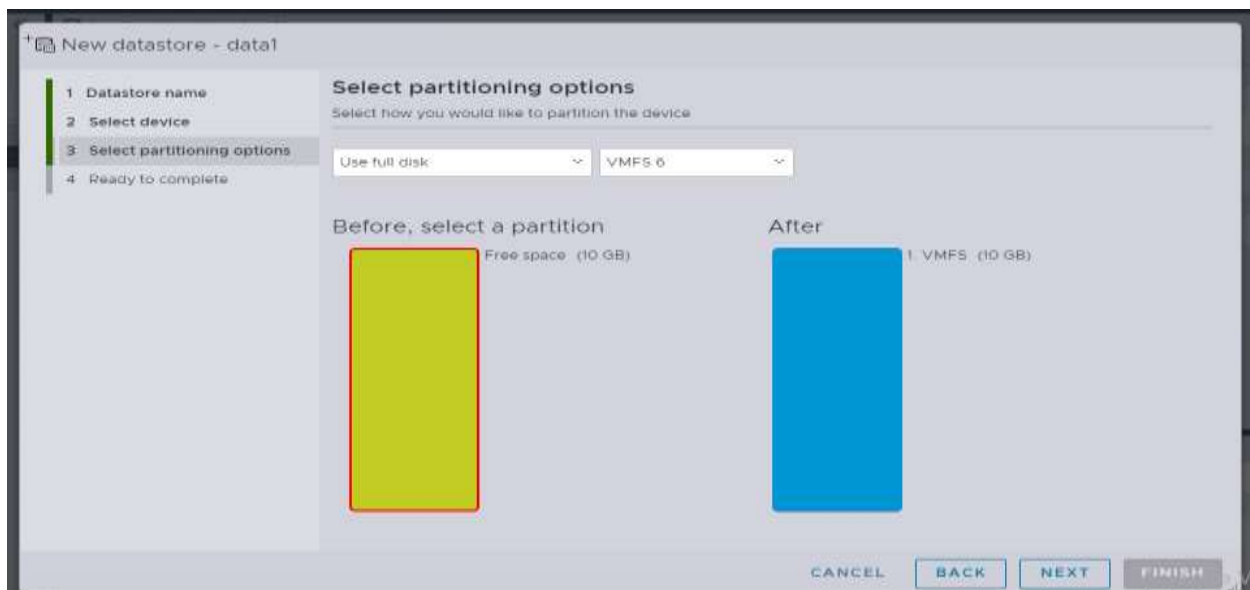 New datastore - data1
1 Datastore name
2 Select device
3 Select partitioning options
4 Ready to complete
Select partitioning options
Select how you would like to partition the device
Use full disk
VMFS 6
Before, select a partition
Free space (10 GB)
After
1. VMFS (10 GB)
CANCEL
BACK
NEXT
FINISH